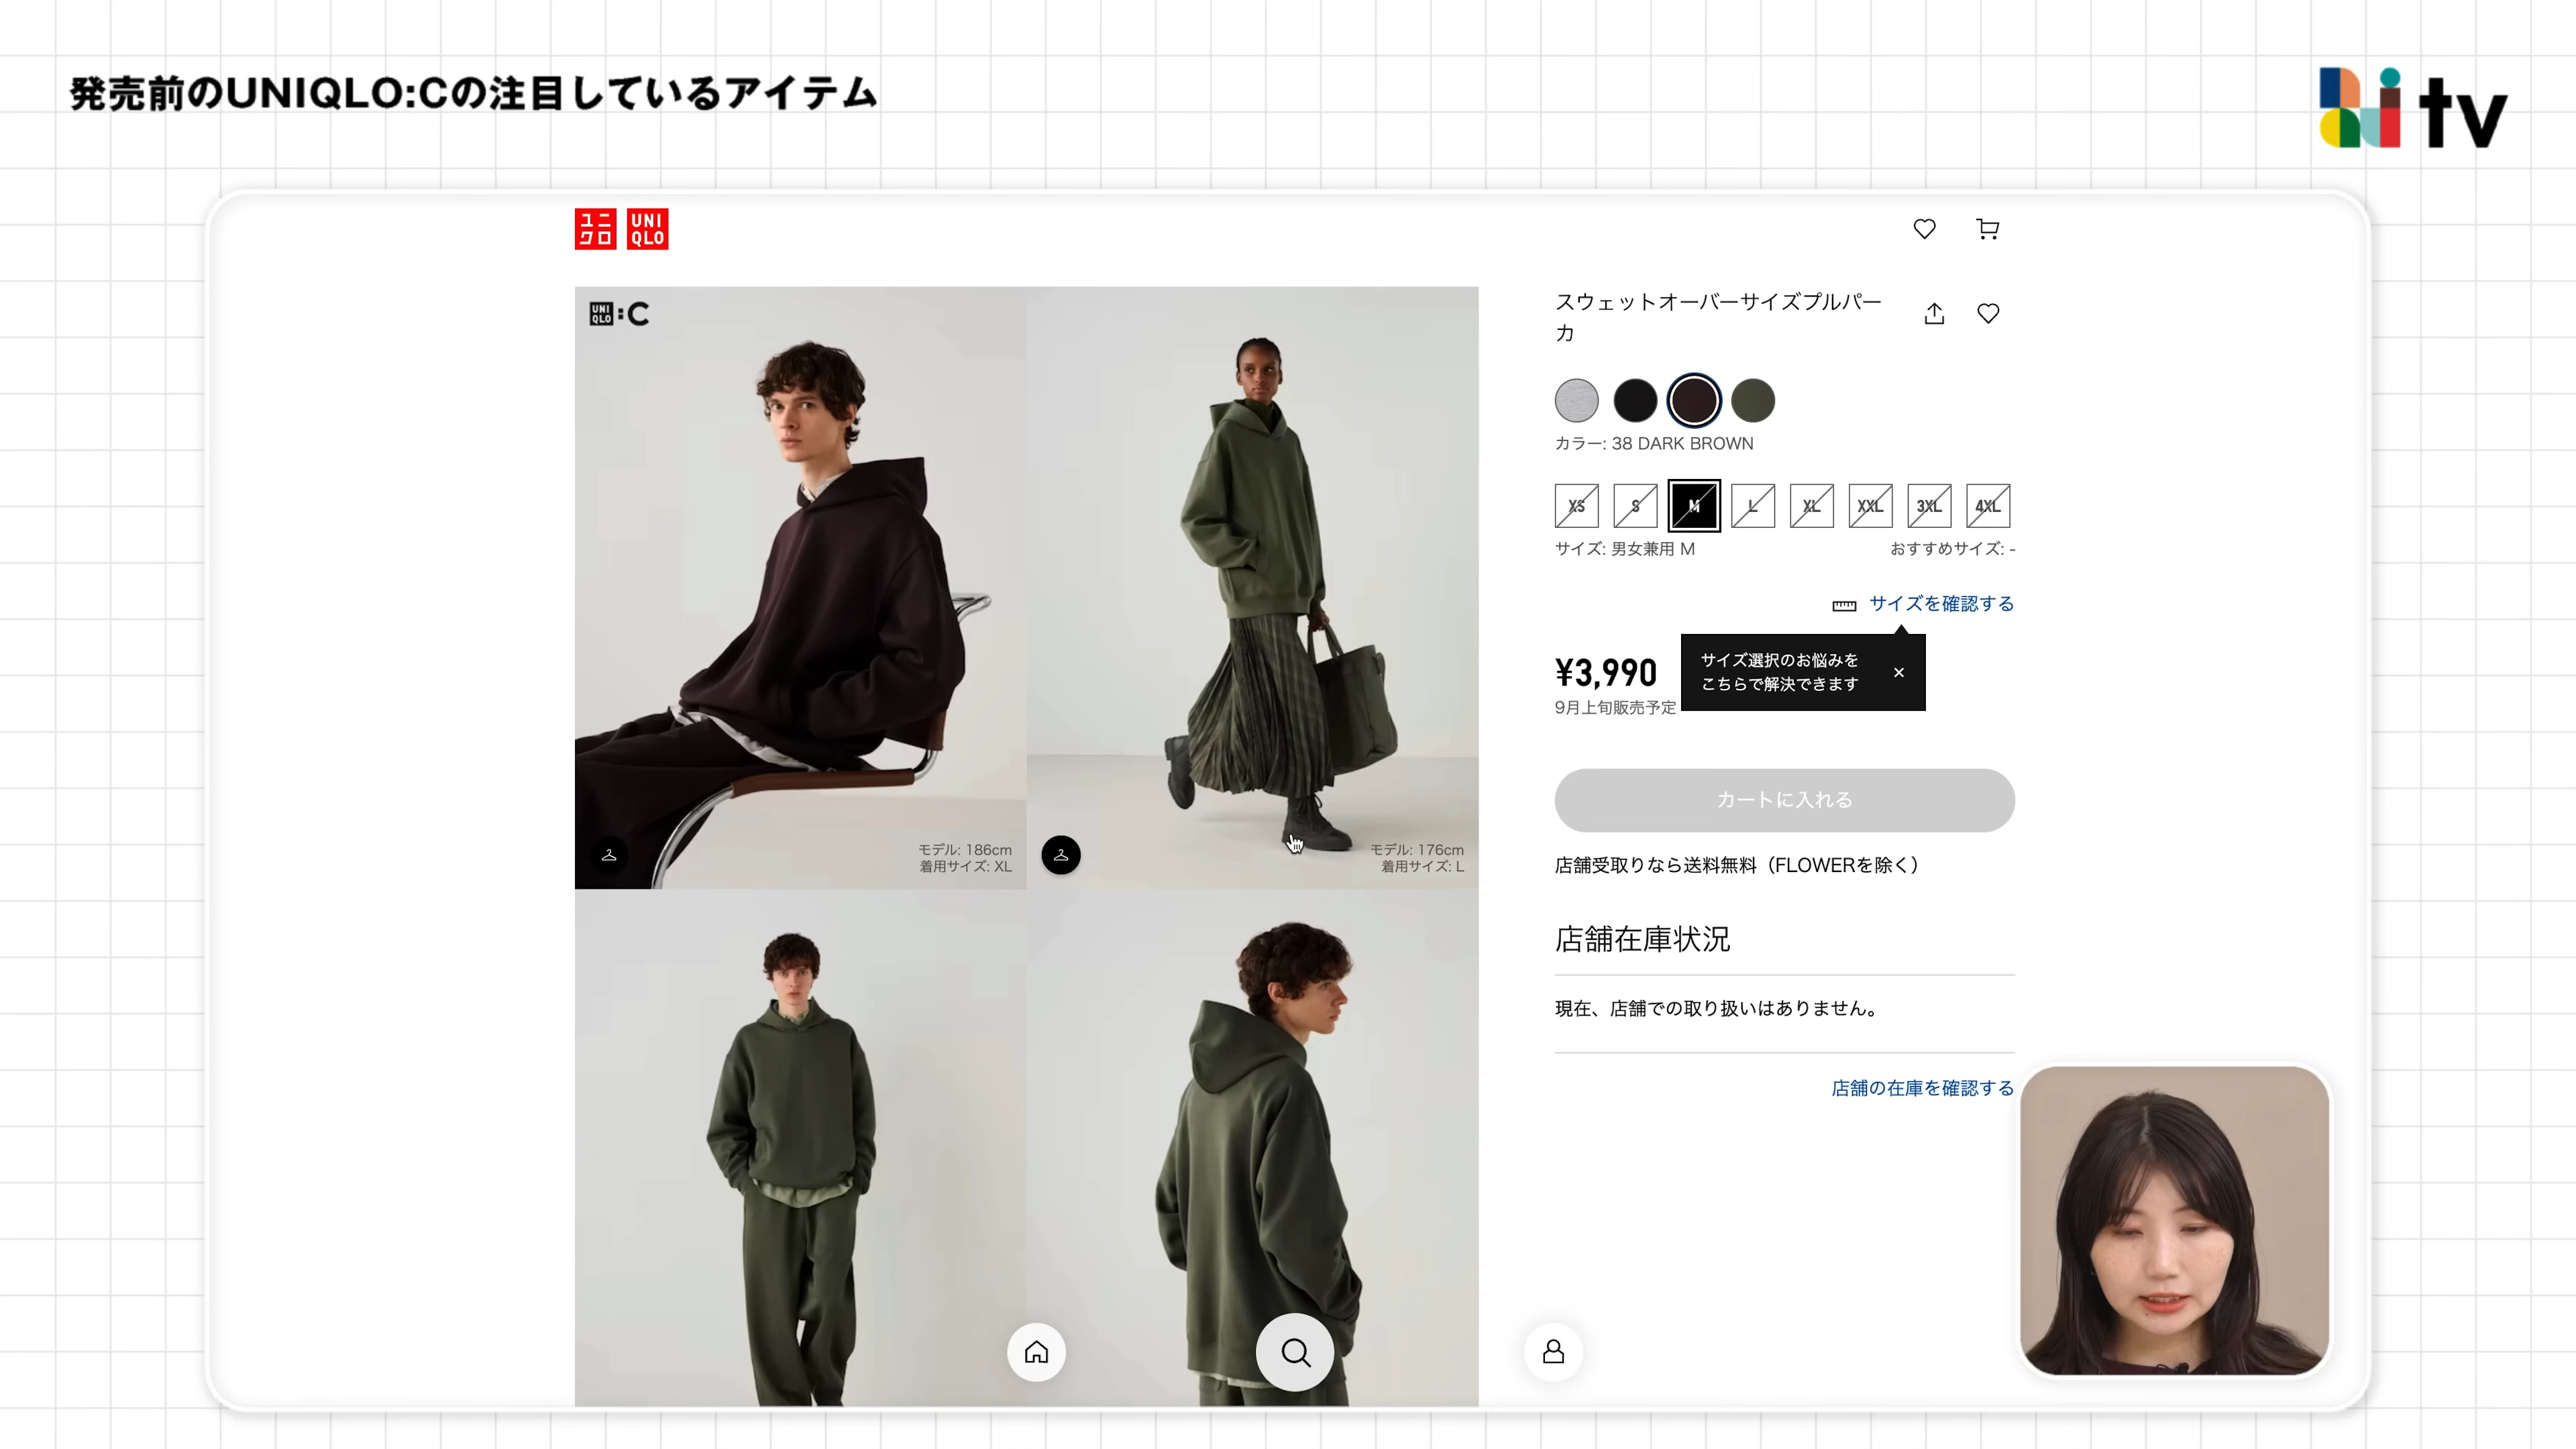 発売前のUNIQLO:Cの注目しているアイテム
tv
ユニクロ
UNIQLO
UNIQLO : C
スウェットオーバーサイズプルパー
カ
カラー: 38 DARK BROWN
XS S M L XL XXL 3XL 4XL
サイズ: 男女兼用 M
おすすめサイズ: -
サイズを確認する
サイズ選択のお悩みを
こちらで解決できます
¥3,990
9月上旬販売予定
カートに入れる
モデル: 186cm
着用サイズ: XL
モデル: 176cm
着用サイズ: L
店舗受取りなら送料無料（FLOWERを除く）
店舗在庫状況
現在、店舗での取り扱いはありません。
店舗の在庫を確認する